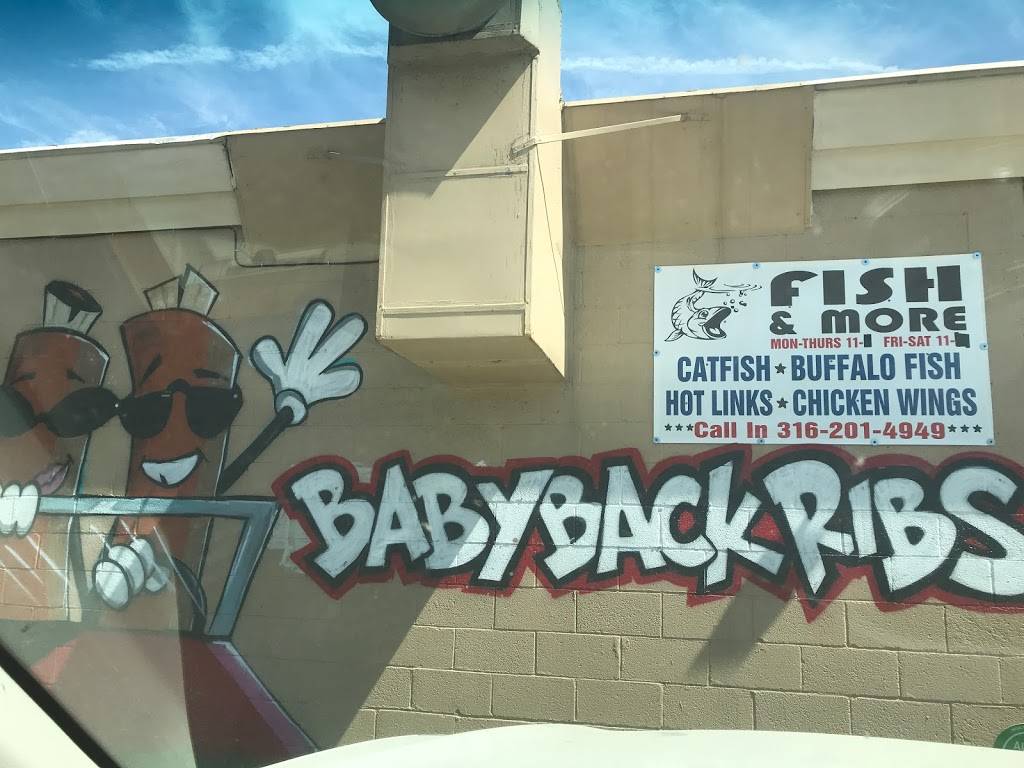 FISH
& MORE
MON-THURS 11- FRI-SAT 11-
CATFISH ★ BUFFALO FISH
HOT LINKS ★ CHICKEN WINGS
★★★Call In 316-201-4949★★★
BABYBACK RIBS